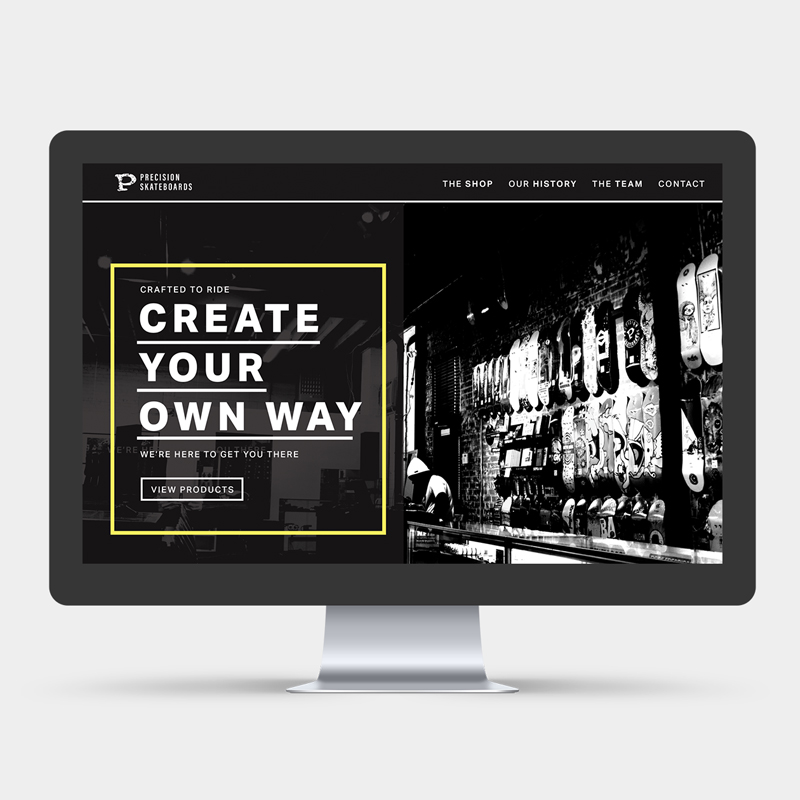 PRECISION
SKATEBOARDS
THE SHOP
OUR HISTORY
THE TEAM
CONTACT
CRAFTED TO RIDE
CREATE
YOUR
OWN WAY
WE'RE HERE TO GET YOU THERE
VIEW PRODUCTS